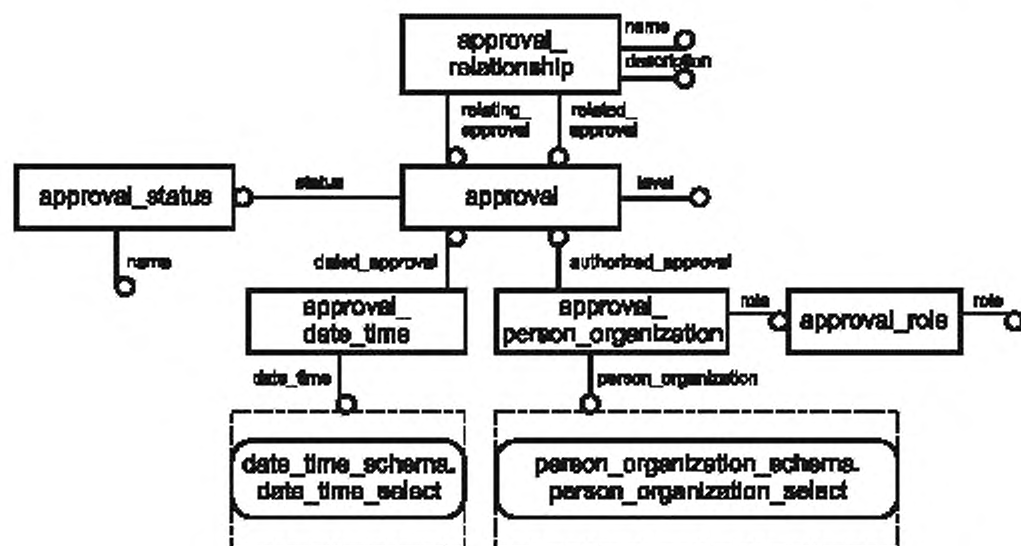 name
approval_
relationship
description
relating_
approval
related_
approval
status
level
approval_status
approval
name
dated_approval
authorized_approval
approval_
date_time
approval_
person_organization
role
approval_role
role
date_time
person_organization
date_time_schema.
date_time_select
person_organization_schema.
person_organization_select